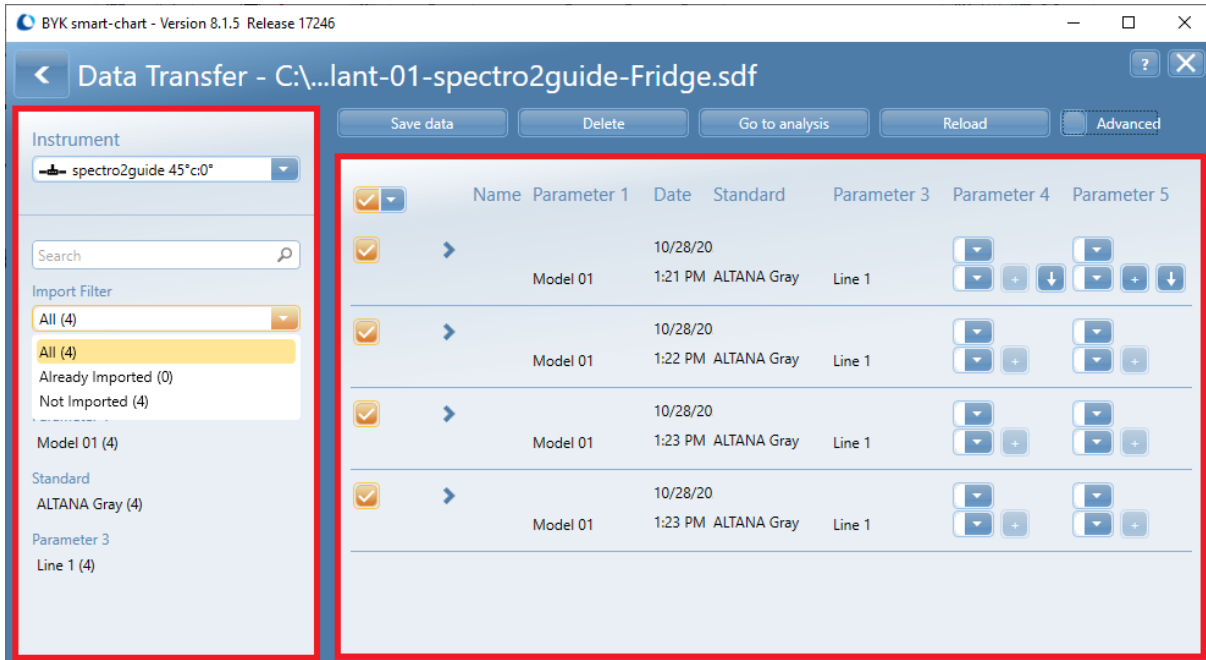 BYK smart-chart - Version 8.1.5 Release 17246
Data Transfer - C:\...lant-01-spectro2guide-Fridge.sdf
?
Instrument
spectro2guide 45°c:0°
Search
Import Filter
All (4)
All (4)
Already Imported (0)
Not Imported (4)
Model 01 (4)
Standard
ALTANA Gray (4)
Parameter 3
Line 1 (4)
Save data Delete Go to analysis Reload Advanced
Name Parameter 1 Date Standard Parameter 3 Parameter 4 Parameter 5
10/28/20
Model 01 1:21 PM ALTANA Gray Line 1 + +
10/28/20
Model 01 1:22 PM ALTANA Gray Line 1 + +
10/28/20
Model 01 1:23 PM ALTANA Gray Line 1 + +
10/28/20
Model 01 1:23 PM ALTANA Gray Line 1 + +